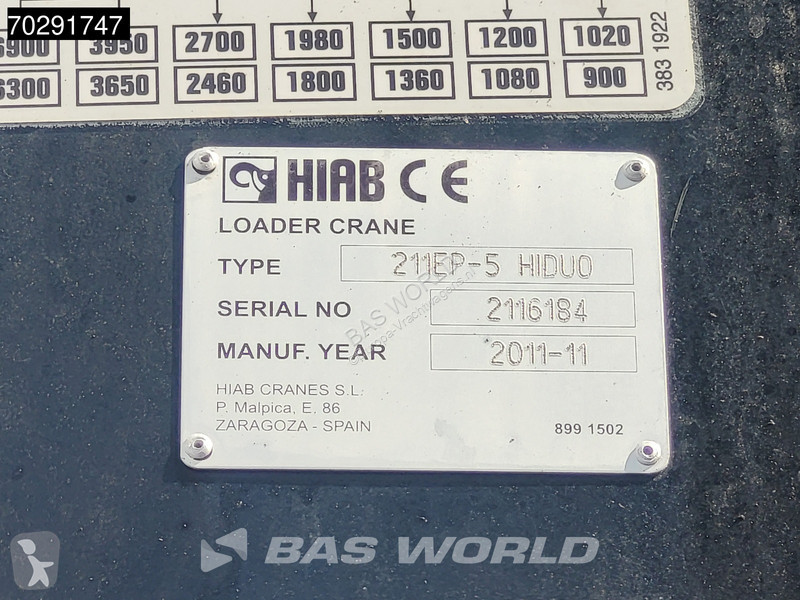 70291747
3950 2700 1980 1500 1200 1020
3650 2460 1800 1360 1080 900
383 1922
HIAB CE
LOADER CRANE
TYPE 211EP-5 HIDUO
SERIAL NO 2116184
MANUF. YEAR 2011-11
HIAB CRANES S.L.
P. Malpica, E, 86
ZARAGOZA - SPAIN
899 1502
BAS WORLD
BAS WORLD